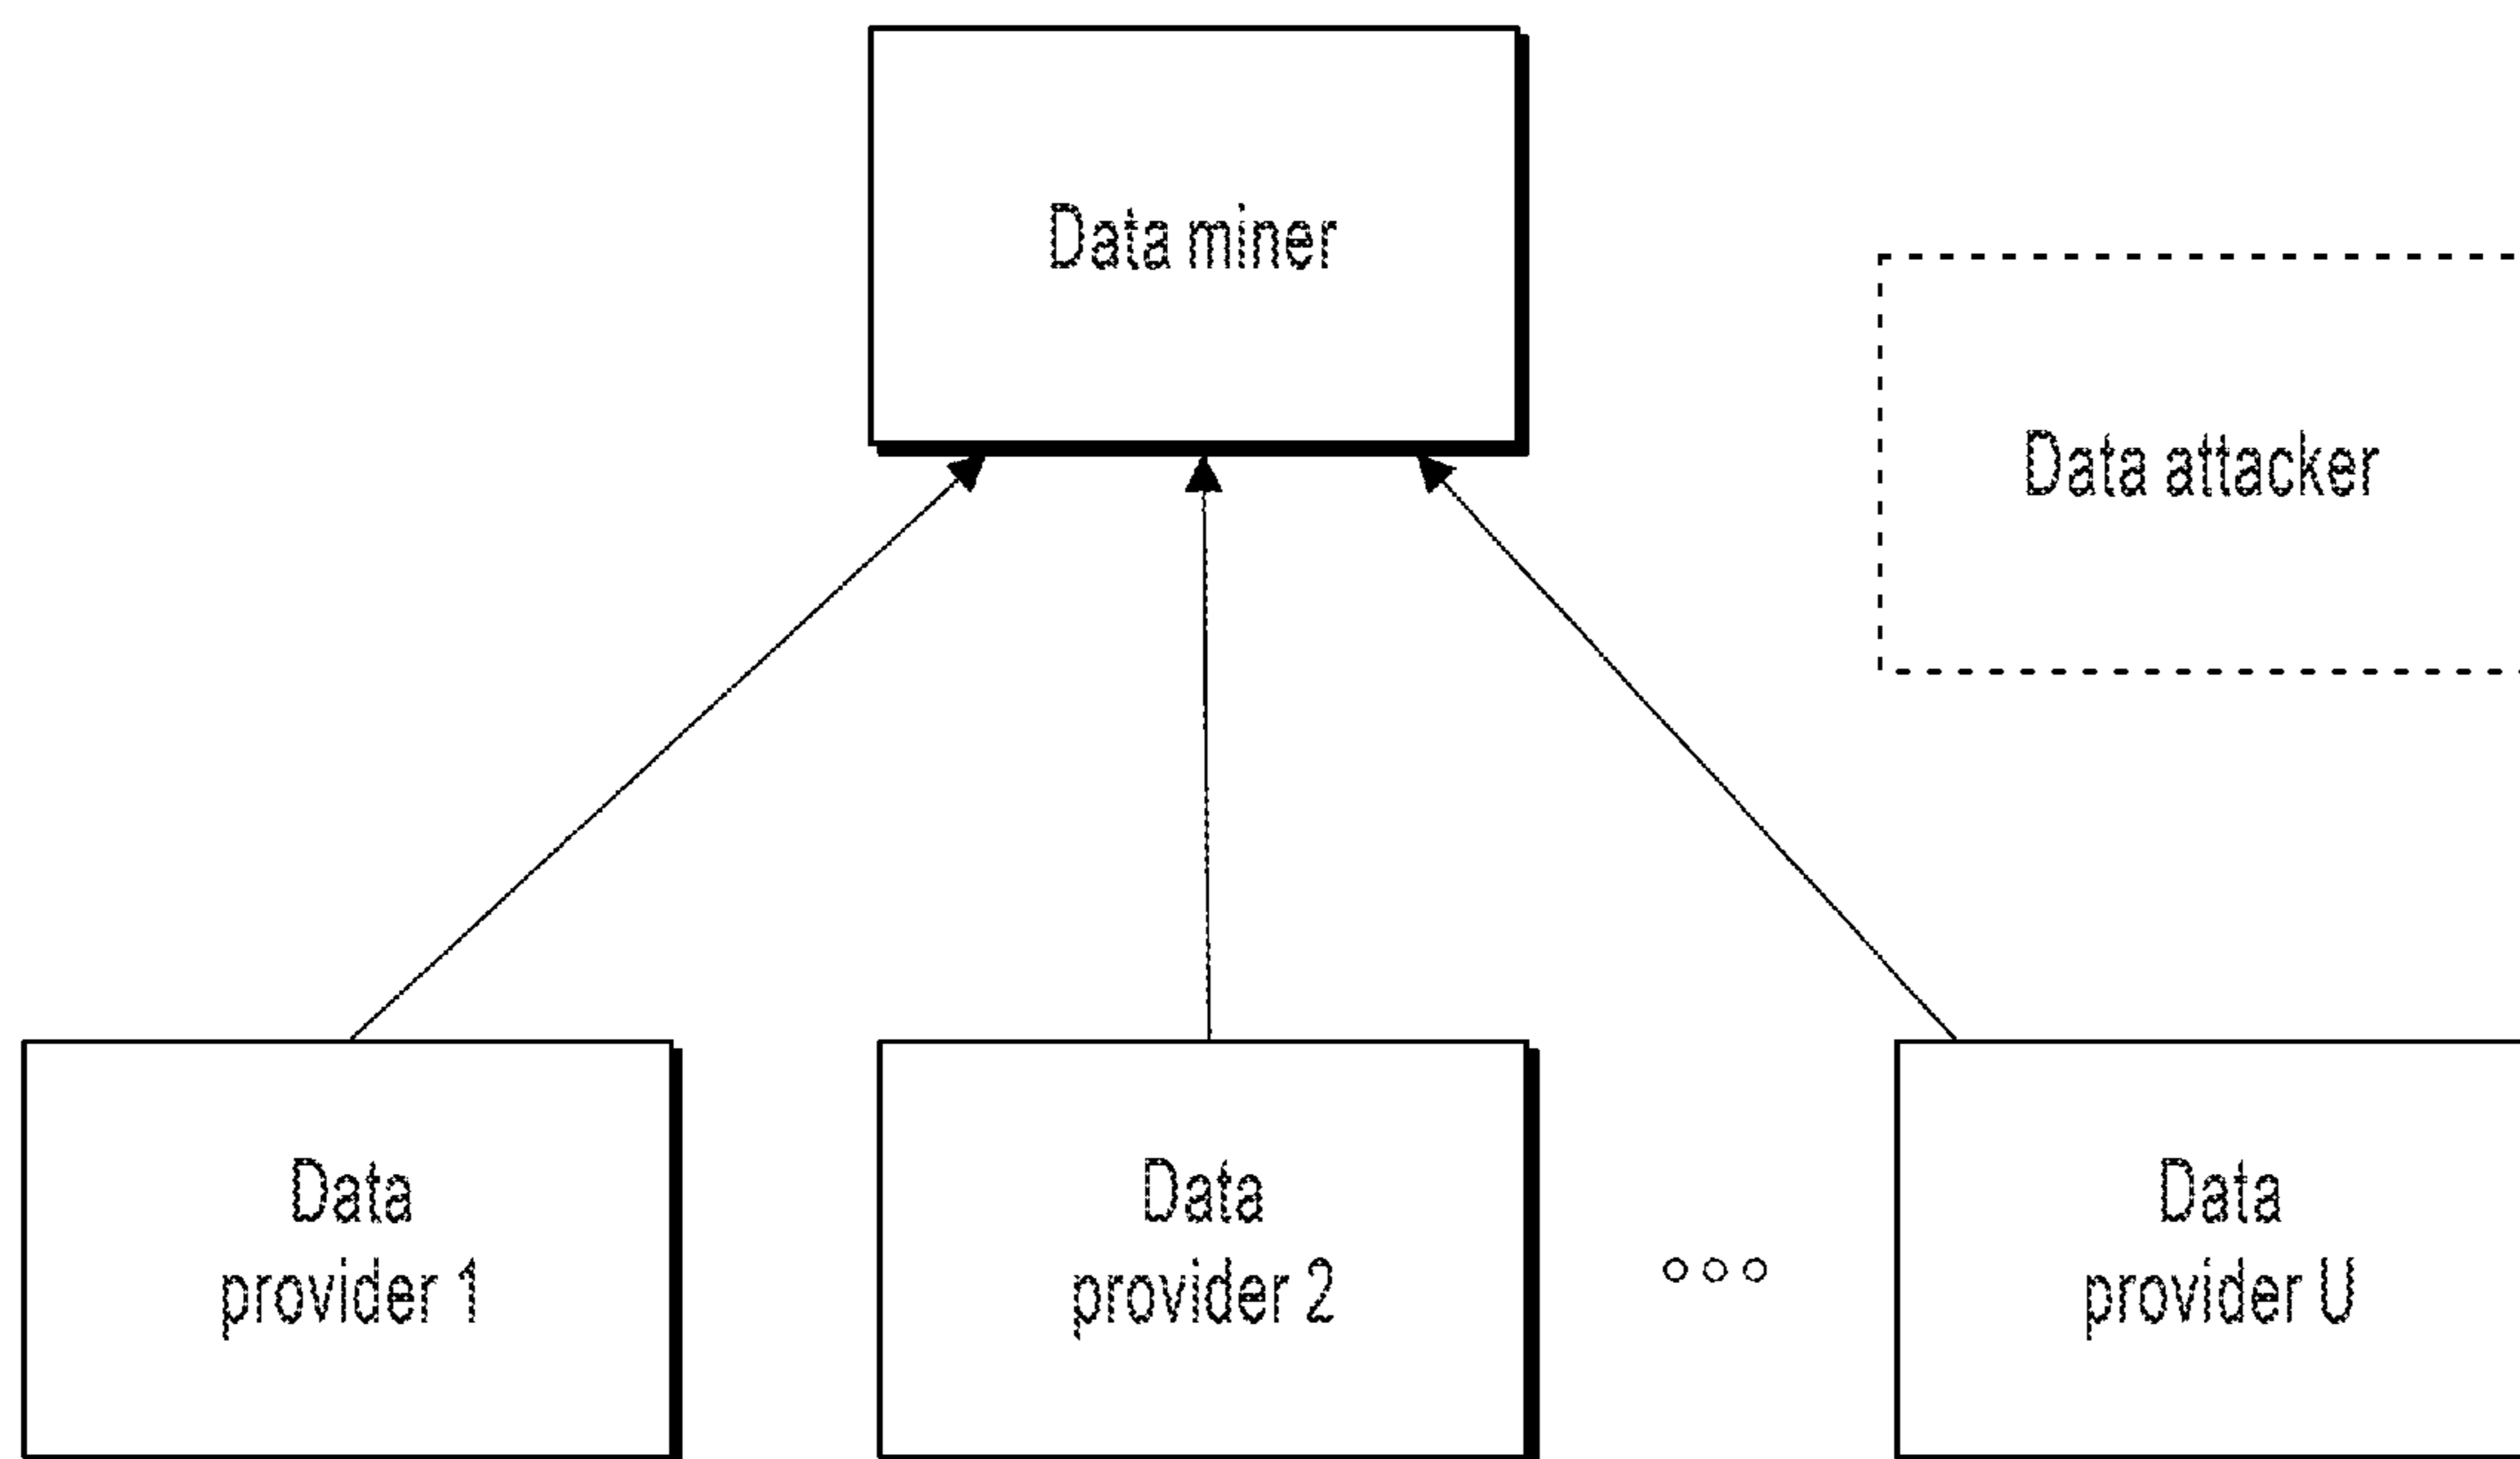 Data miner
Data attacker
Data
provider 1
Data
provider 2
Data
provider U